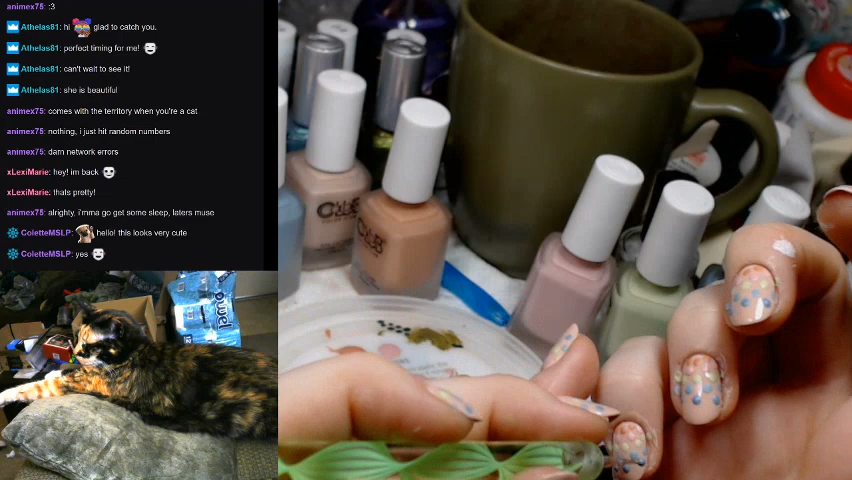 animex75: :3
Athelas81: hi glad to catch you.
Athelas81: perfect timing for me!
Athelas81: can't wait to see it!
Athelas81: she is beautiful
animex75: comes with the territory when you're a cat
animex75: nothing, i just hit random numbers
animex75: darn network errors
xLexiMarie: hey! im back
xLexiMarie: thats pretty!
animex75: alrighty, i'mma go get some sleep, laters muse
ColetteMSLP: hello! this looks very cute
ColetteMSLP: yes